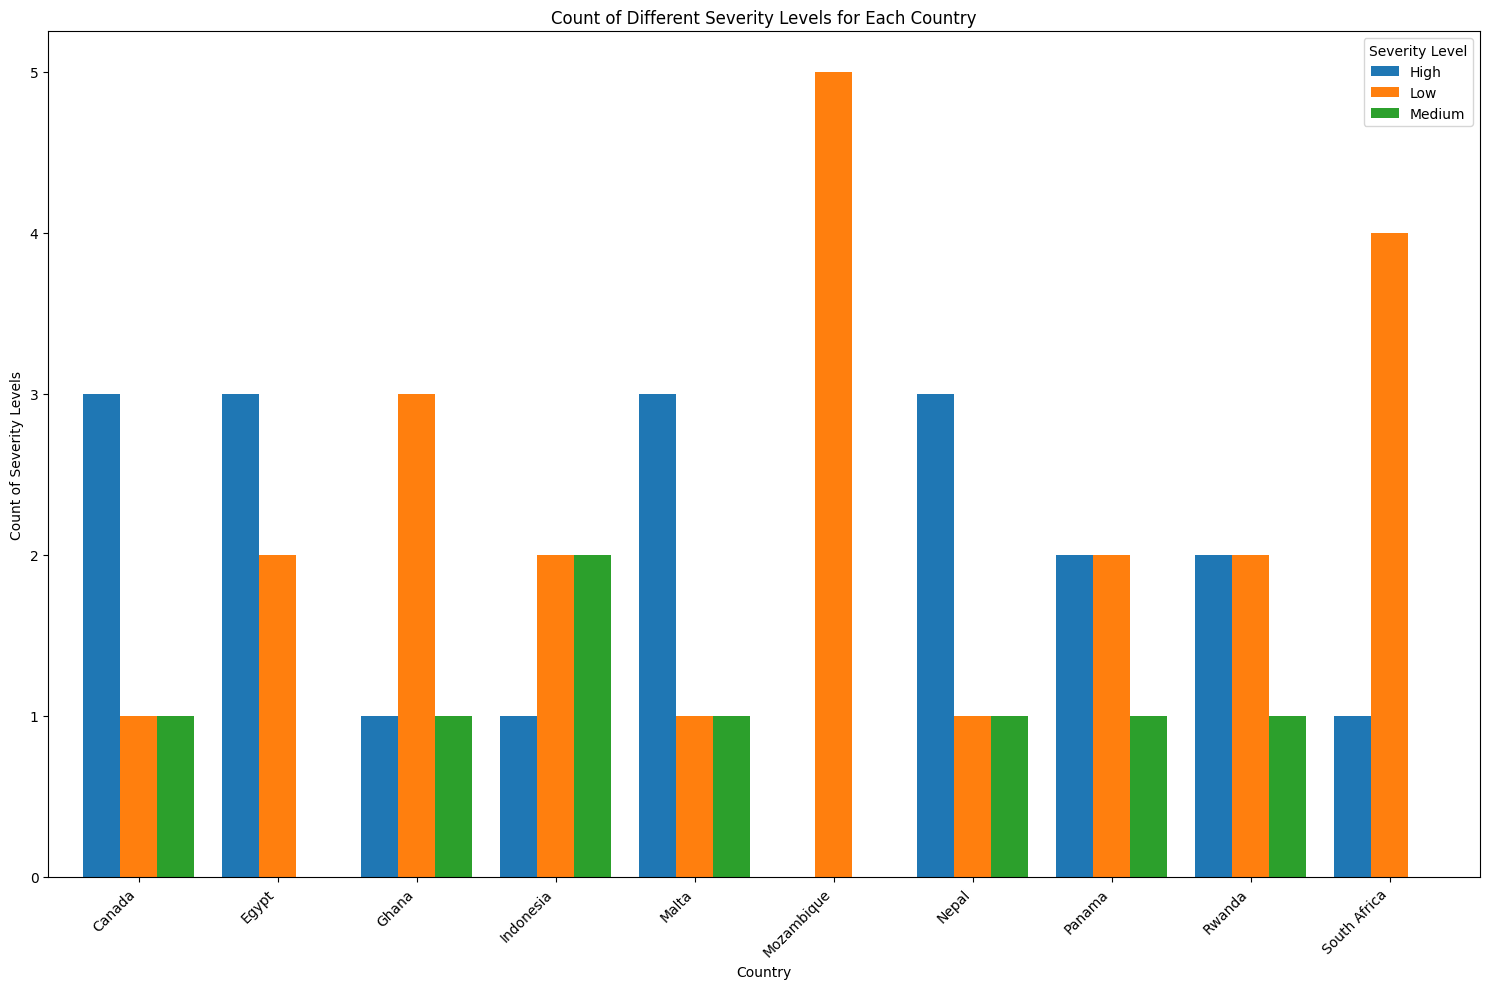 Count of Different Severity Levels for Each Country
Severity Level
High
Low
Medium
Count of Severity Levels
5
4
3
2
1
0
Canada
Egypt
Ghana
Indonesia
Malta
Mozambique
Nepal
Panama
Rwanda
South Africa
Country